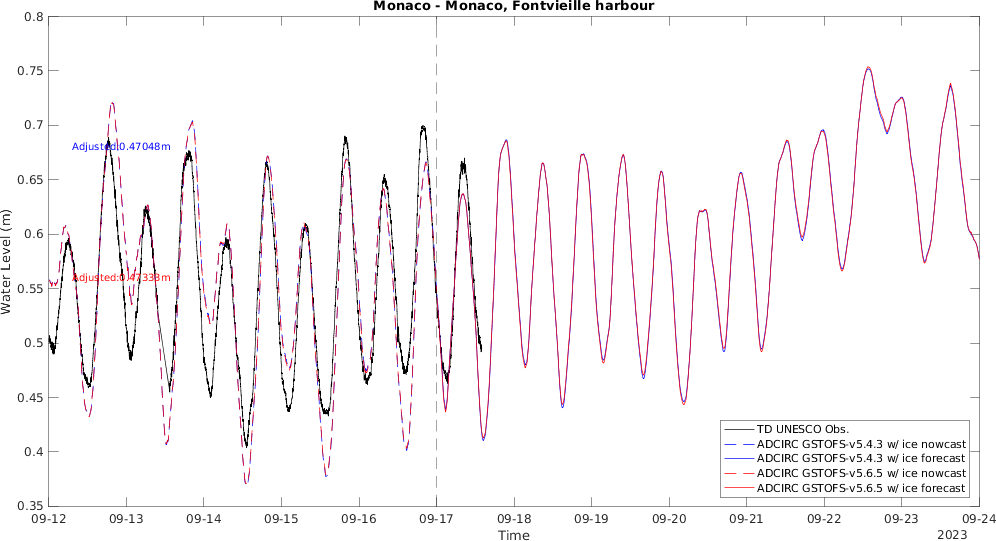 Monaco - Monaco, Fontvieille harbour
0.8
0.75
0.7
0.65
0.6
0.55
0.5
0.45
0.4
0.35
Water Level (m)
Adjusted:0.47048m
Adjusted:0.47333m
TD UNESCO Obs.
ADCIRC GSTOFS-v5.4.3 w/ ice nowcast
ADCIRC GSTOFS-v5.4.3 w/ ice forecast
ADCIRC GSTOFS-v5.6.5 w/ ice nowcast
ADCIRC GSTOFS-v5.6.5 w/ ice forecast
09-12 09-13 09-14 09-15 09-16 09-17 09-18 09-19 09-20 09-21 09-22 09-23 09-24
Time
2023